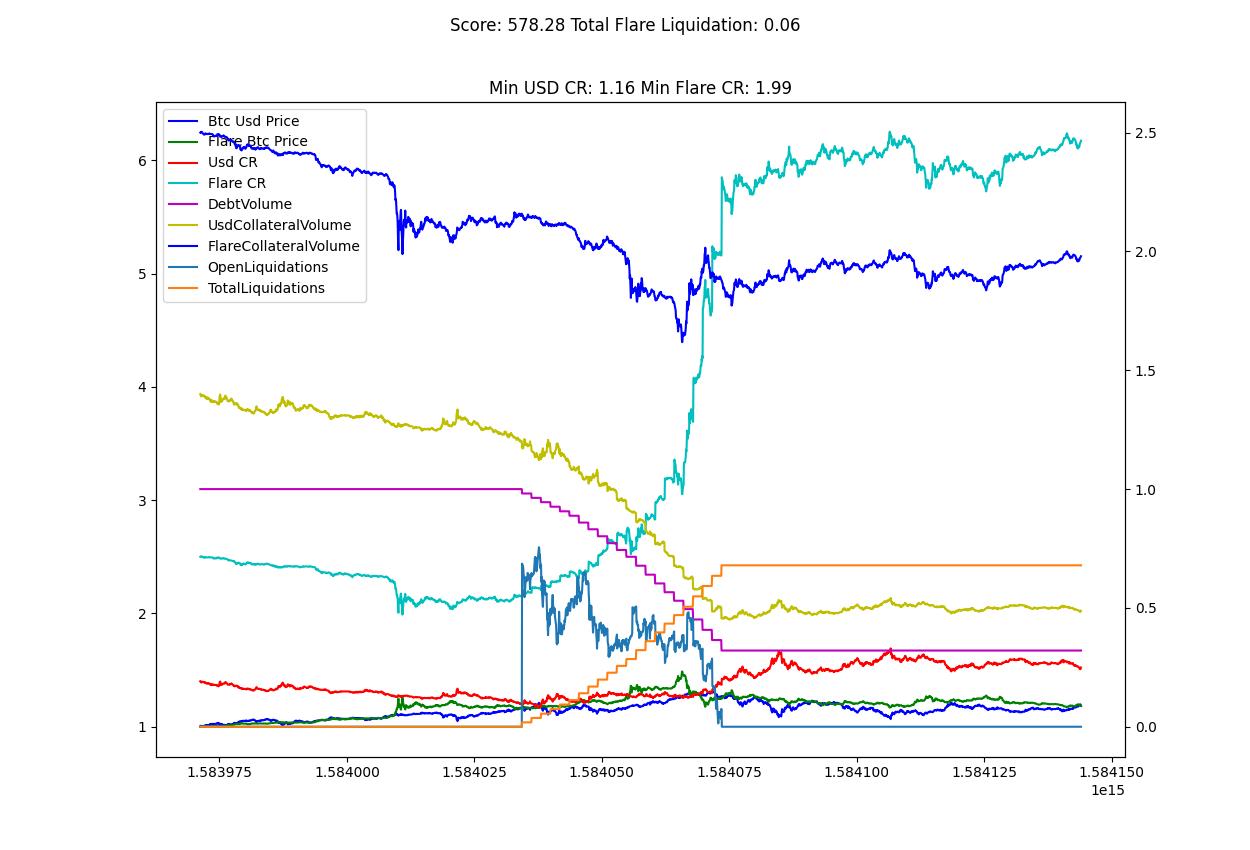 Score: 578.28 Total Flare Liquidation: 0.06
Min USD CR: 1.16 Min Flare CR: 1.99
Btc Usd Price
Flare Btc Price
Usd CR
Flare CR
DebtVolume
UsdCollateralVolume
FlareCollateralVolume
OpenLiquidations
TotalLiquidations
6
5
4
3
2
1
2.5
2.0
1.5
1.0
0.5
0.0
1.583975 1.584000 1.584025 1.584050 1.584075 1.584100 1.584125 1.584150
1e15